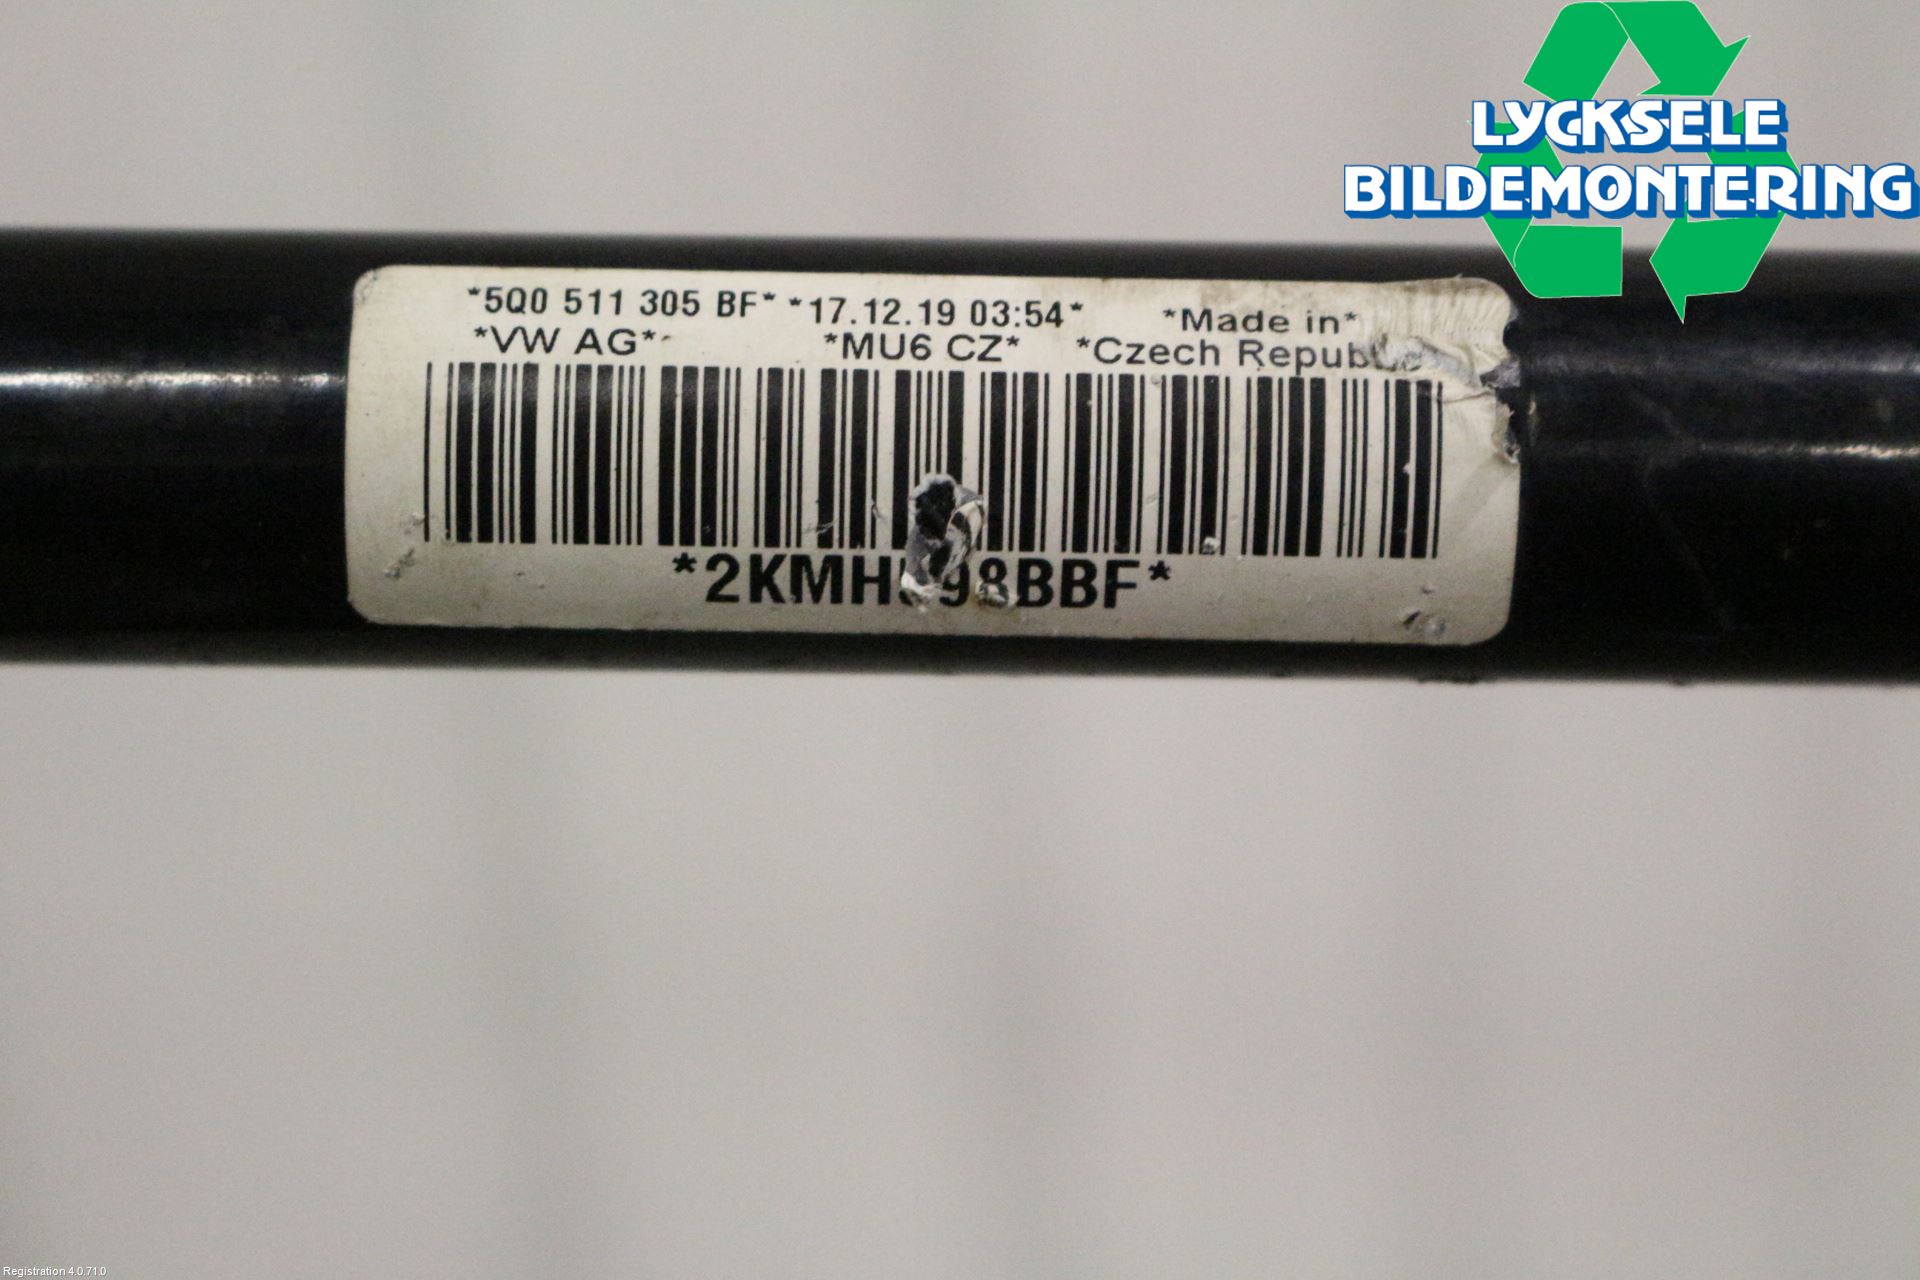 LYCKSELE
BILDEMONTERING
*5Q0 511 305 BF* *17.12.19 03:54* *Made in*
*VW AG* *MU6 CZ* *Czech
Registration 4.0.71.0